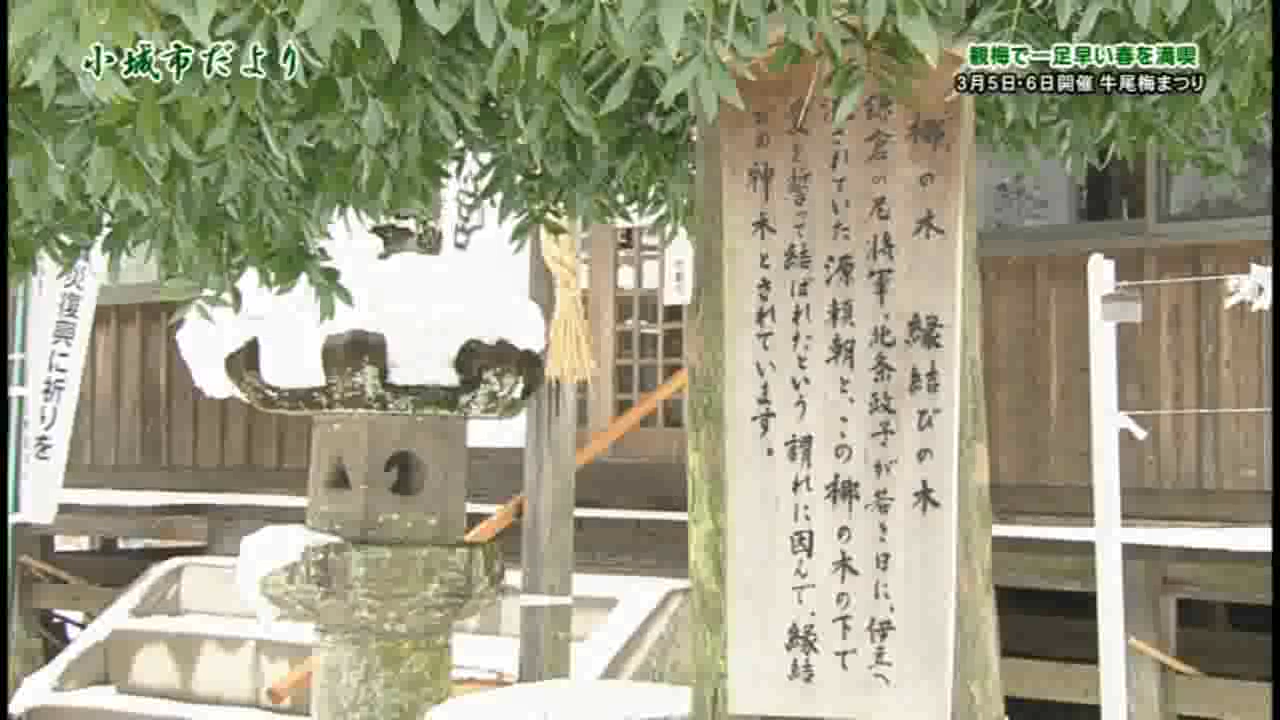 小城市だより
観梅で一足早い春を満喫
3月5日・6日開催 牛尾梅まつり
梛の木 縁結びの木
鎌倉の尼将軍、北条政子が若き日に、伊豆へ
流されていた源頼朝と、この梛の木の下で
愛を誓って結ばれたという謂れに因んで、縁結
びの神木とされています。
災復興に祈りを